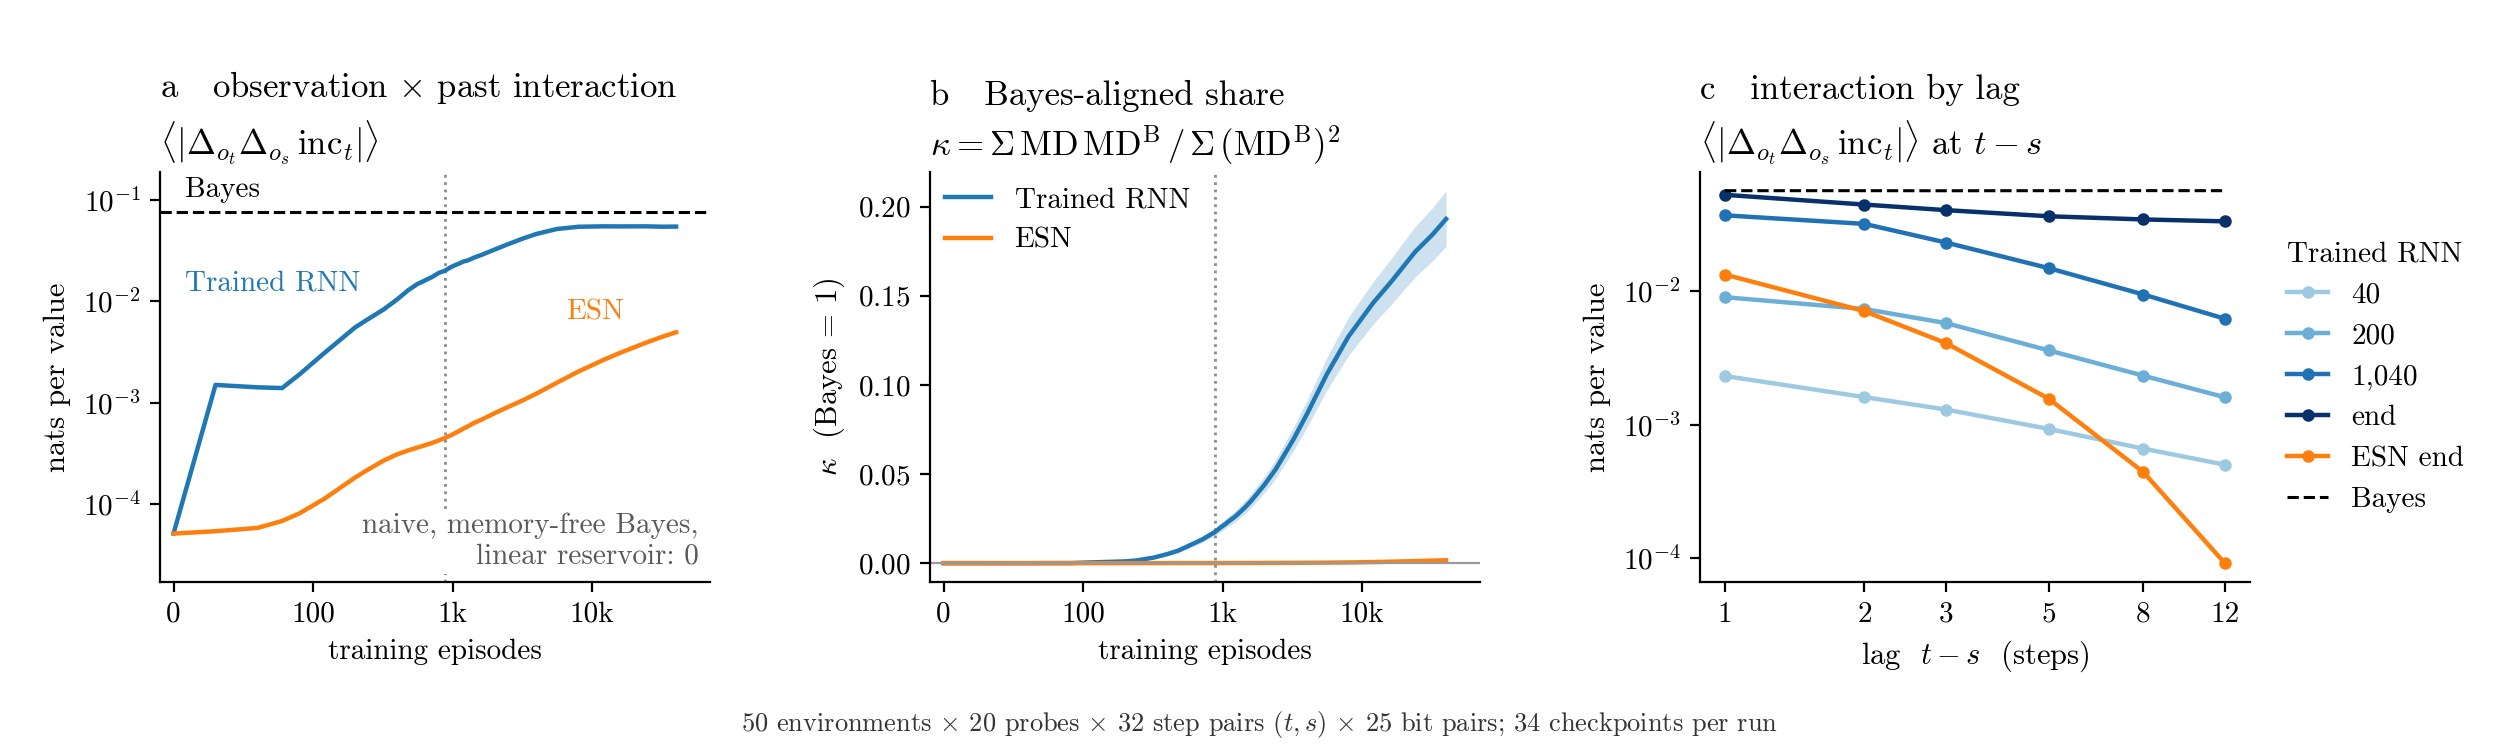 a observation × past interaction
⟨|Δ_{o_t} Δ_{o_s} inc_t|⟩
Bayes
Trained RNN
ESN
naive, memory-free Bayes,
linear reservoir: 0
10^{-1}
10^{-2}
10^{-3}
10^{-4}
nats per value
0 100 1k 10k
training episodes
b Bayes-aligned share
κ = Σ MD MD^B / Σ (MD^B)^2
Trained RNN
ESN
0.20
0.15
0.10
0.05
0.00
κ (Bayes = 1)
0 100 1k 10k
training episodes
c interaction by lag
⟨|Δ_{o_t} Δ_{o_s} inc_t|⟩ at t − s
10^{-2}
10^{-3}
10^{-4}
nats per value
1 2 3 5 8 12
lag t − s (steps)
Trained RNN
40
200
1,040
end
ESN end
Bayes
50 environments × 20 probes × 32 step pairs (t, s) × 25 bit pairs; 34 checkpoints per run